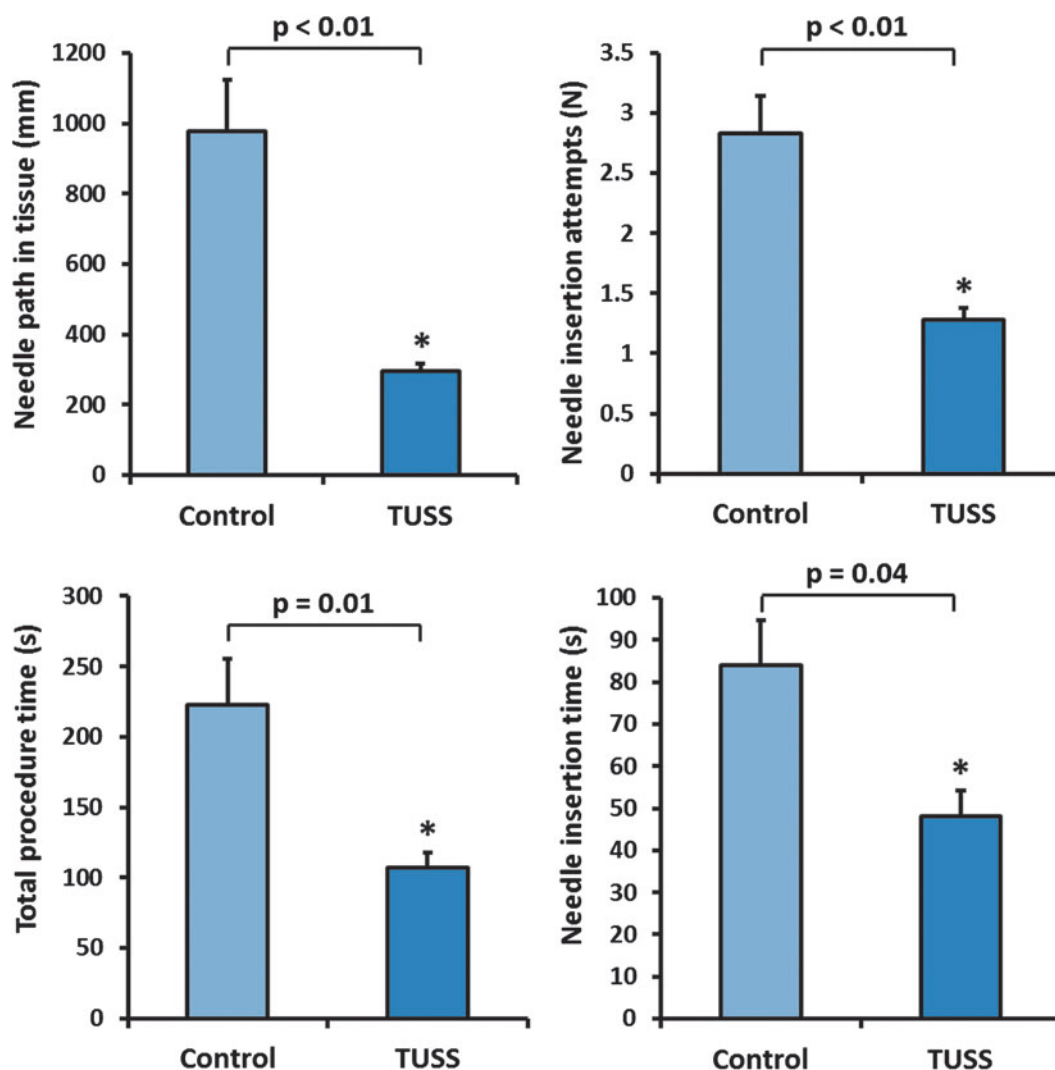 p < 0.01
Needle path in tissue (mm)
1200
1000
800
600
400
200
0
*
Control
TUSS
p < 0.01
Needle insertion attempts (N)
3.5
3
2.5
2
1.5
1
0.5
0
*
Control
TUSS
p = 0.01
Total procedure time (s)
300
250
200
150
100
50
0
*
Control
TUSS
p = 0.04
Needle insertion time (s)
100
90
80
70
60
50
40
30
20
10
0
*
Control
TUSS